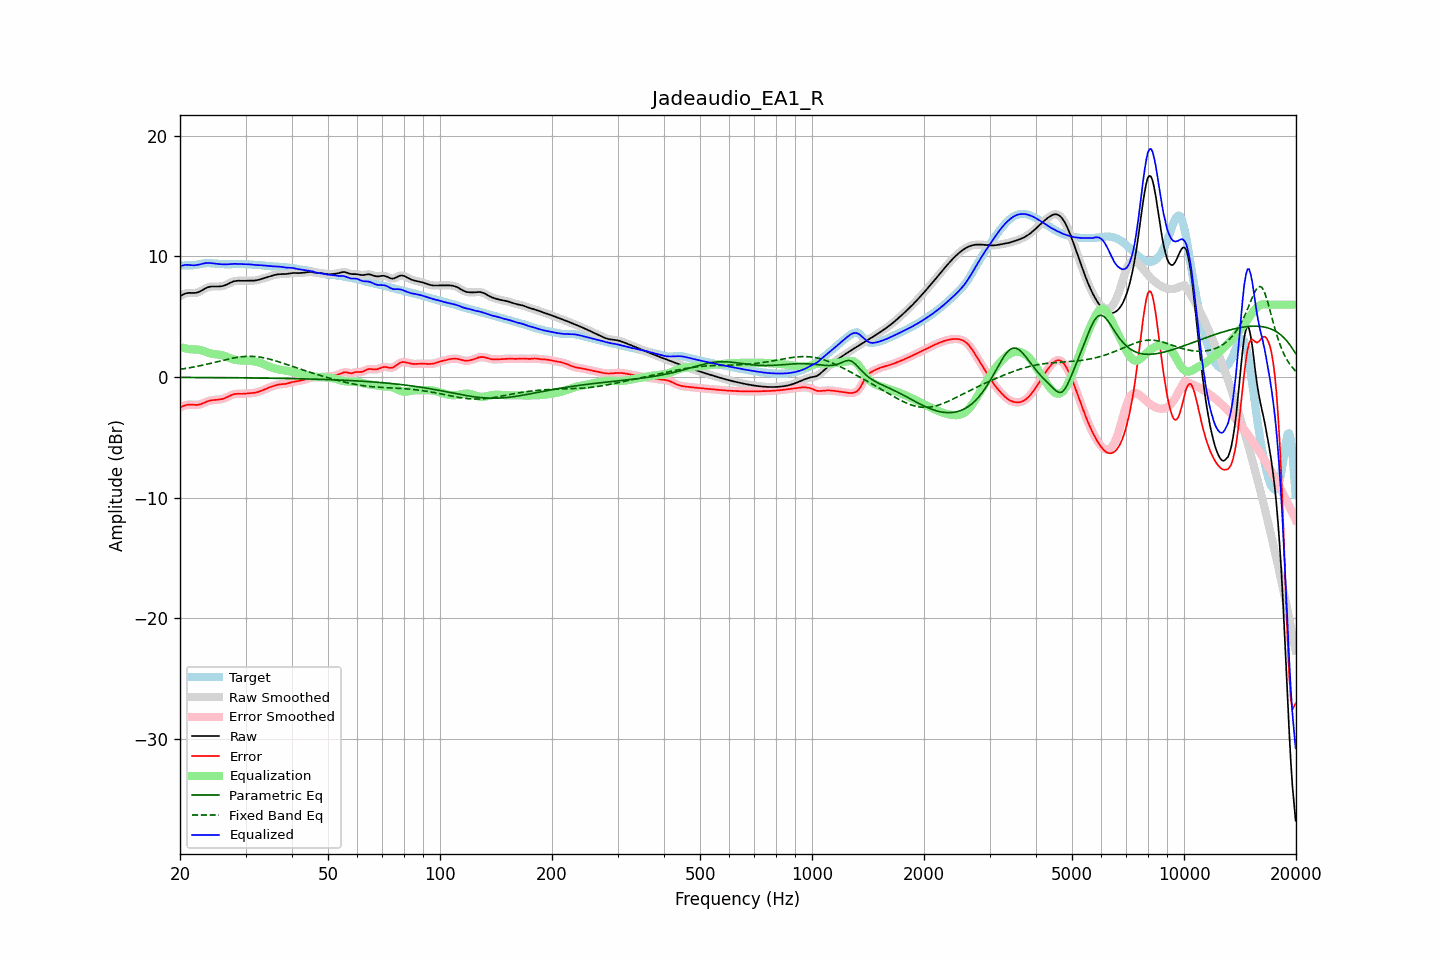 Jadeaudio_EA1_R
20
10
0
−10
−20
−30
Amplitude (dBr)
Target
Raw Smoothed
Error Smoothed
Raw
Error
Equalization
Parametric Eq
Fixed Band Eq
Equalized
20 50 100 200 500 1000 2000 5000 10000 20000
Frequency (Hz)